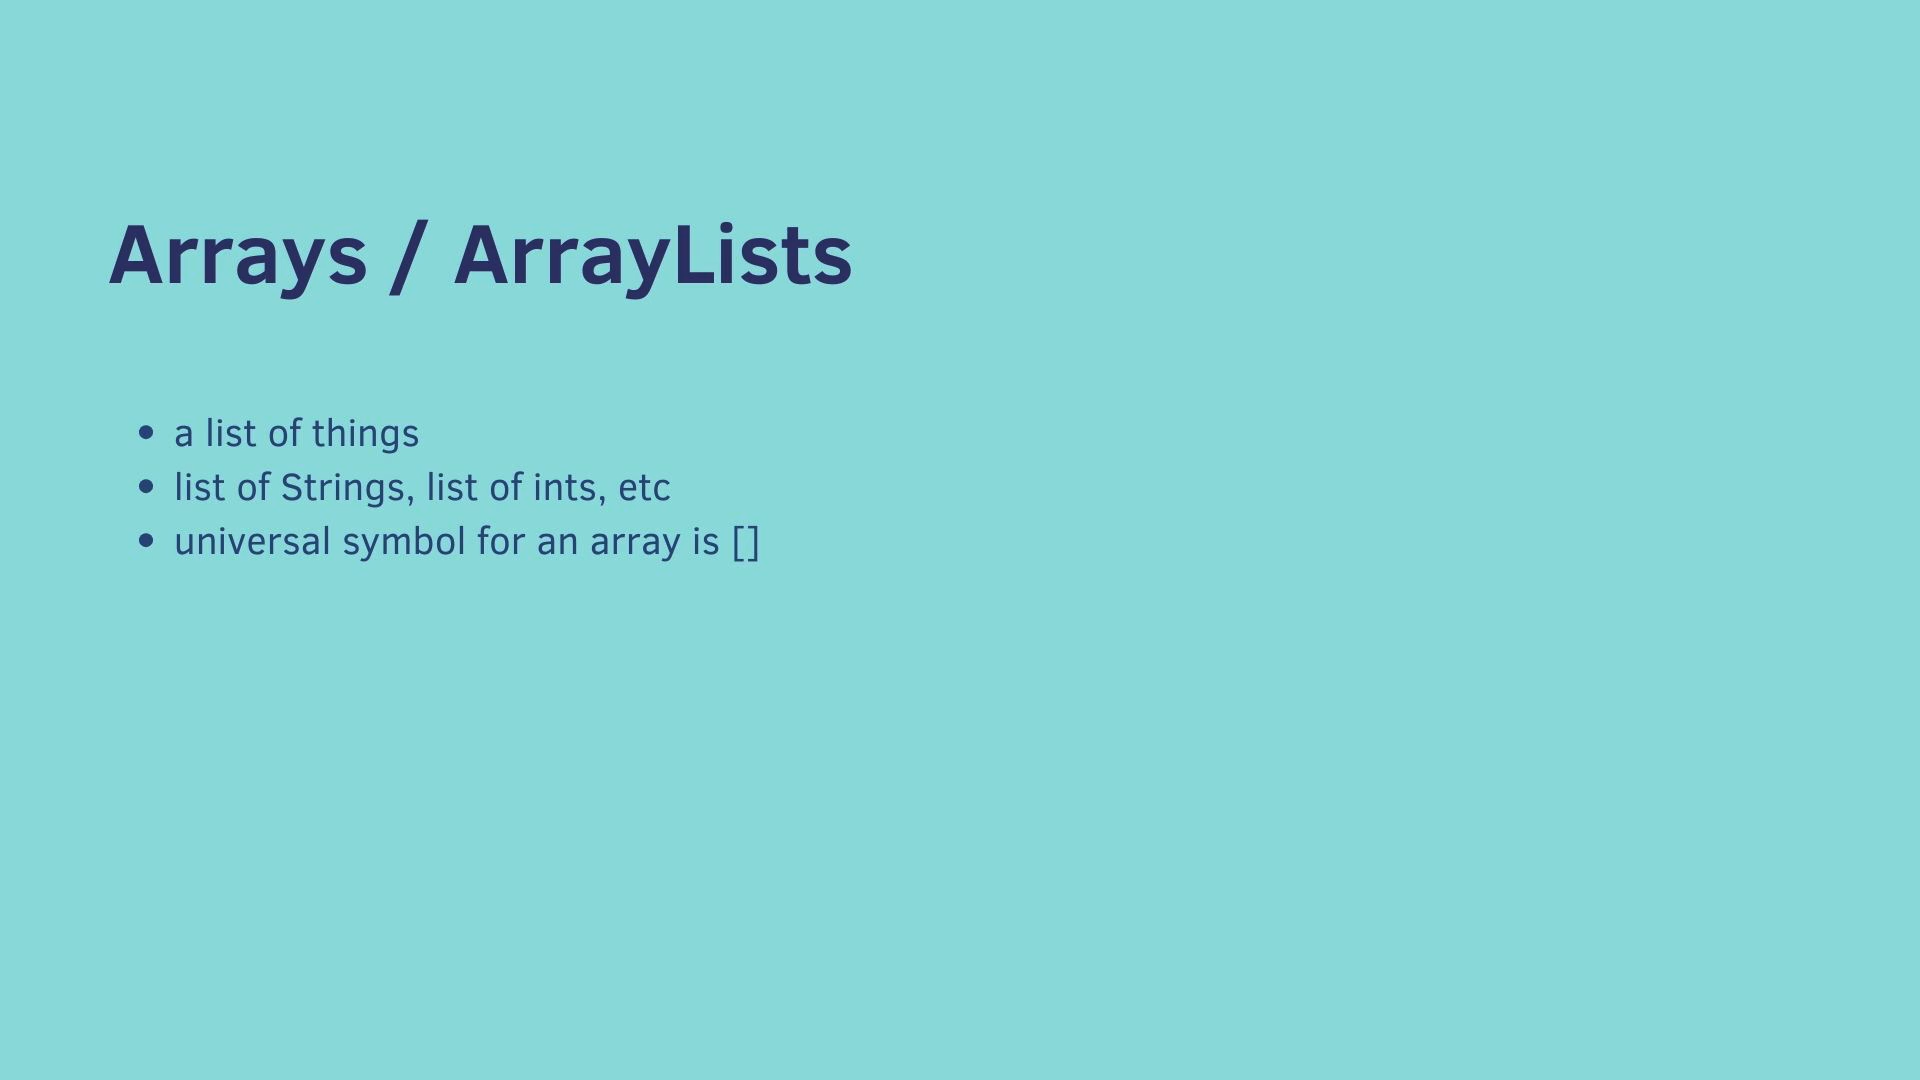 Arrays / ArrayLists
• a list of things
• list of Strings, list of ints, etc
• universal symbol for an array is []